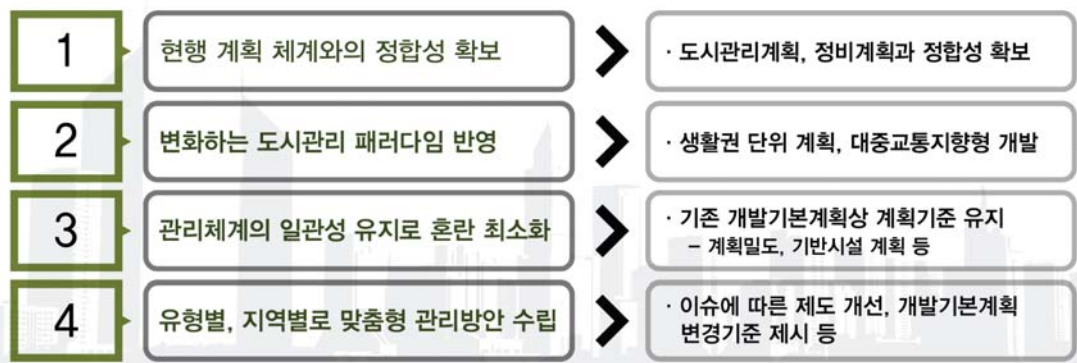 1
현행 계획 체계와의 정합성 확보
· 도시관리계획, 정비계획과 정합성 확보
2
변화하는 도시관리 패러다임 반영
· 생활권 단위 계획, 대중교통지향형 개발
3
관리체계의 일관성 유지로 혼란 최소화
· 기존 개발기본계획상 계획기준 유지
– 계획밀도, 기반시설 계획 등
4
유형별, 지역별로 맞춤형 관리방안 수립
· 이슈에 따른 제도 개선, 개발기본계획
변경기준 제시 등